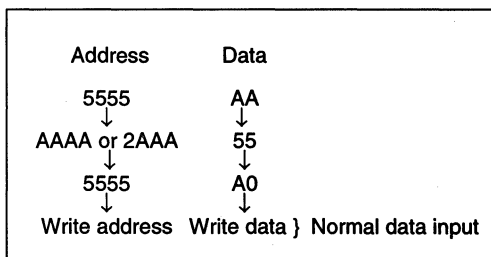 Address Data
5555 AA
↓ ↓
AAAA or 2AAA 55
↓ ↓
5555 A0
↓ ↓
Write address Write data } Normal data input